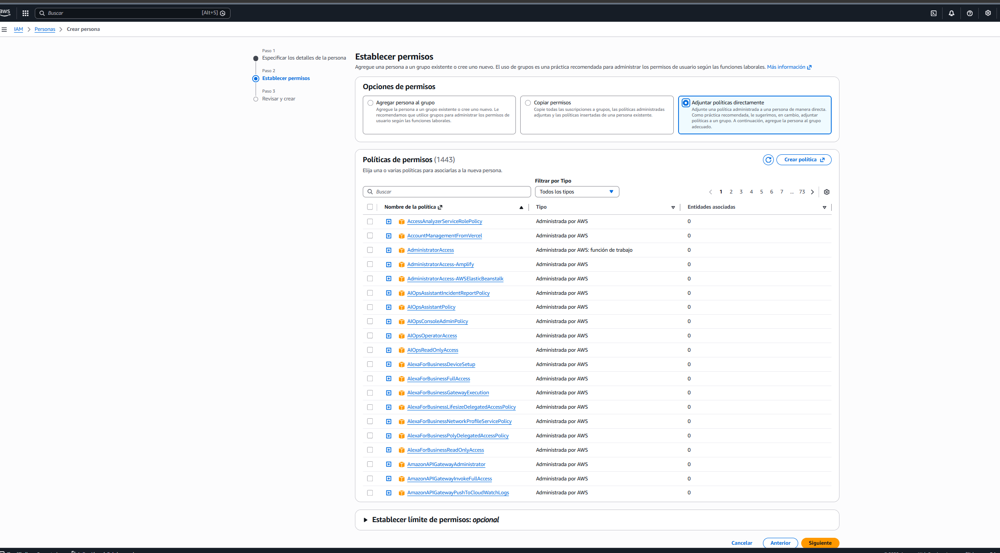 aws
Buscar
[Alt+S]
IAM
Personas
Crear persona
Paso 1
Especificar los detalles de la persona
Paso 2
Establecer permisos
Paso 3
Revisar y crear
Establecer permisos
Agregue una persona a un grupo existente o cree uno nuevo. El uso de grupos es una práctica recomendada para administrar los permisos de usuario según las funciones laborales. Más información
Opciones de permisos
Agregar persona al grupo
Agregue la persona a un grupo existente o cree uno nuevo. Le
recomendamos que utilice grupos para administrar los permisos de
usuario según las funciones laborales.
Copiar permisos
Copie todas las suscripciones a grupos, las políticas administradas
adjuntas y las políticas insertadas de una persona existente.
Adjuntar políticas directamente
Adjunte una política administrada a una persona de manera directa.
Como práctica recomendada, le sugerimos, en cambio, adjuntar
políticas a un grupo. A continuación, agregue la persona al grupo
adecuado.
Políticas de permisos (1443)
Crear política
Elija una o varias políticas para asociarlas a la nueva persona.
Filtrar por Tipo
Buscar
Todos los tipos
1 2 3 4 5 6 7 ... 73
Nombre de la política Tipo Entidades asociadas
AccessAnalyzerServiceRolePolicy Administrada por AWS 0
AccountManagementFromVercel Administrada por AWS 0
AdministratorAccess Administrada por AWS: función de trabajo 0
AdministratorAccess-Amplify Administrada por AWS 0
AdministratorAccess-AWSElasticBeanstalk Administrada por AWS 0
AIOpsAssistantIncidentReportPolicy Administrada por AWS 0
AIOpsAssistantPolicy Administrada por AWS 0
AIOpsConsoleAdminPolicy Administrada por AWS 0
AIOpsOperatorAccess Administrada por AWS 0
AIOpsReadOnlyAccess Administrada por AWS 0
AlexaForBusinessDeviceSetup Administrada por AWS 0
AlexaForBusinessFullAccess Administrada por AWS 0
AlexaForBusinessGatewayExecution Administrada por AWS 0
AlexaForBusinessLifesizeDelegatedAccessPolicy Administrada por AWS 0
AlexaForBusinessNetworkProfileServicePolicy Administrada por AWS 0
AlexaForBusinessPolyDelegatedAccessPolicy Administrada por AWS 0
AlexaForBusinessReadOnlyAccess Administrada por AWS 0
AmazonAPIGatewayAdministrator Administrada por AWS 0
AmazonAPIGatewayInvokeFullAccess Administrada por AWS 0
AmazonAPIGatewayPushToCloudWatchLogs Administrada por AWS 0
Establecer límite de permisos: opcional
Cancelar
Anterior
Siguiente